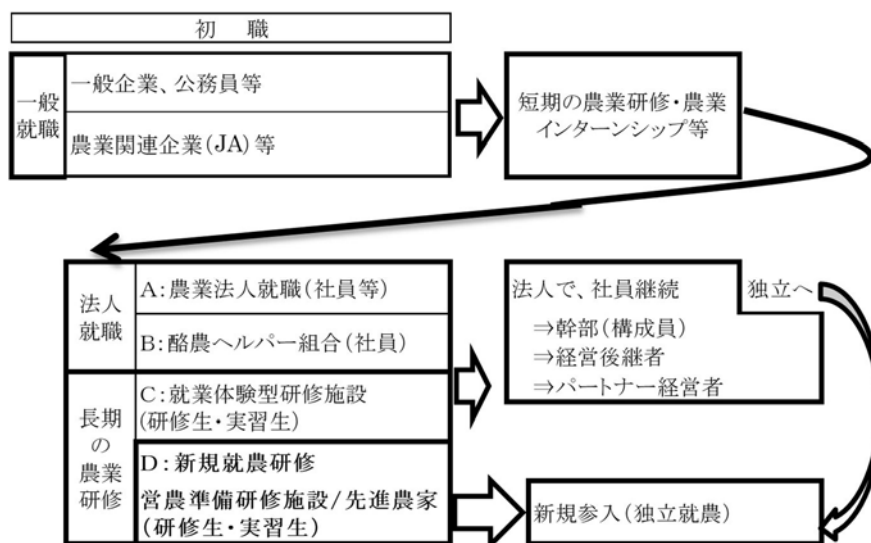 初 職
一般
就職
一般企業、公務員等
農業関連企業(JA)等
短期の農業研修・農業
インターンシップ等
法人
就職
A:農業法人就職(社員等)
B:酪農ヘルパー組合(社員)
長期
の
農業
研修
C:就業体験型研修施設
(研修生・実習生)
D:新規就農研修
営農準備研修施設/先進農家
(研修生・実習生)
法人で、社員継続
⇒幹部(構成員)
⇒経営後継者
⇒パートナー経営者
独立へ
新規参入(独立就農)